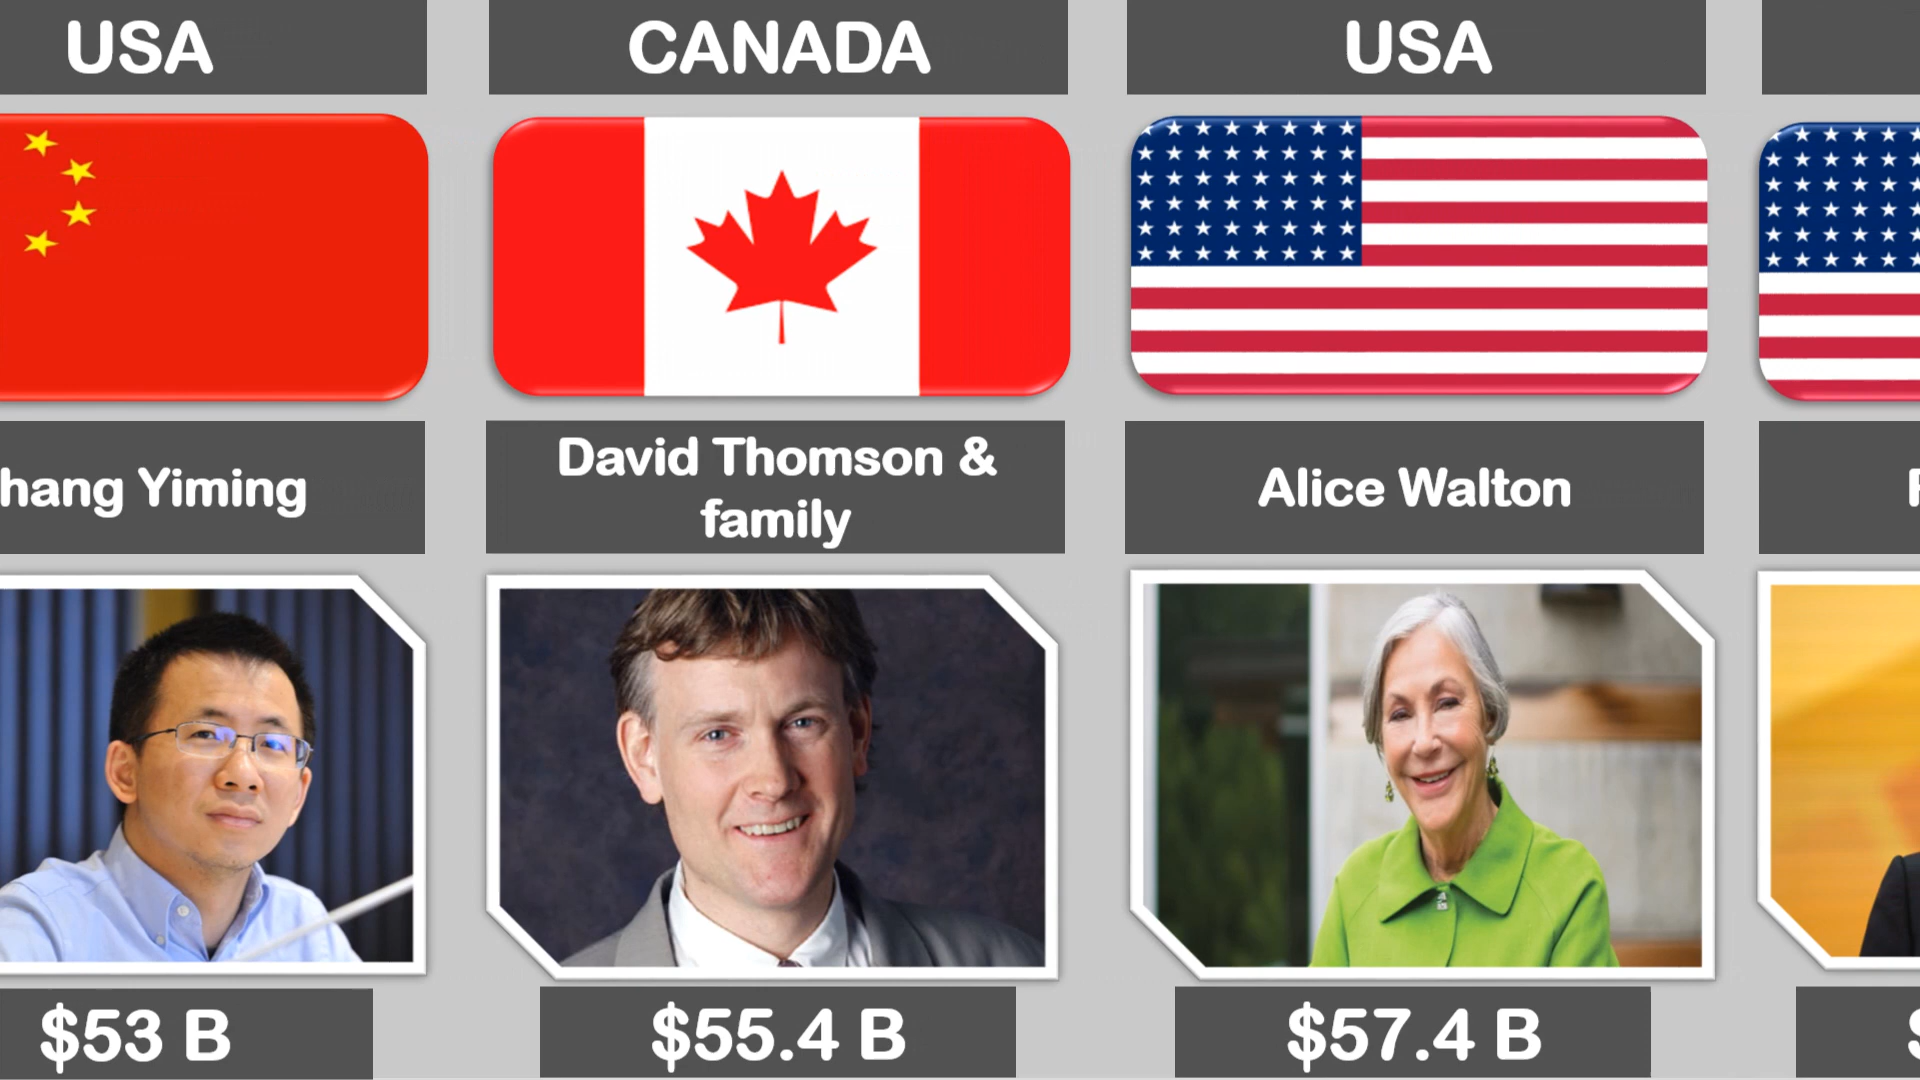 USA
CANADA
USA
hang Yiming
David Thomson &
family
Alice Walton
$53 B
$55.4 B
$57.4 B